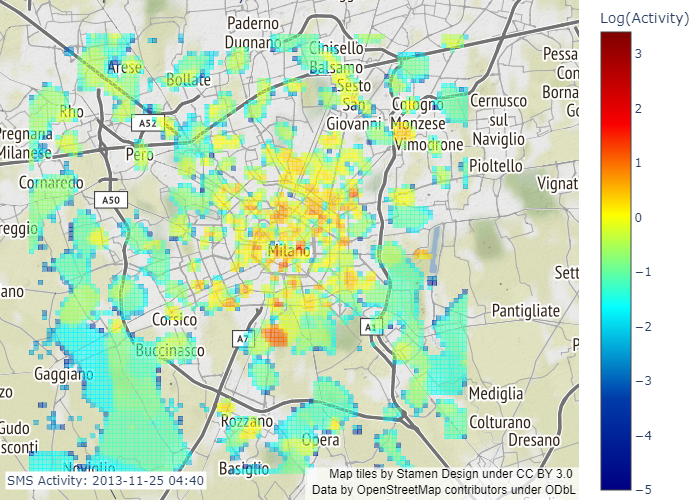 Log(Activity)
3
2
1
0
−1
−2
−3
−4
−5
Paderno
Dugnano
Cinisello
Balsamo
Pessa
Con
Borna
Go
Arese
Bollate
Sesto
San
Giovanni
Rho
A52
Cologno
Monzese
Cernusco
sul
Naviglio
Pregnana
Milanese
Pero
Vimodrone
Pioltello
Cornaredo
Vignat
A50
reggio
Milano
Sett
ano
Corsico
Pantigliate
A7
A1
Buccinasco
P
Gaggiano
zo
Mediglia
Rozzano
Colturano
Gudo
sconti
Opera
Dresano
Noviglio
Basiglio
SMS Activity: 2013-11-25 04:40
Map tiles by Stamen Design under CC BY 3.0
Data by OpenStreetMap contributors under ODbL